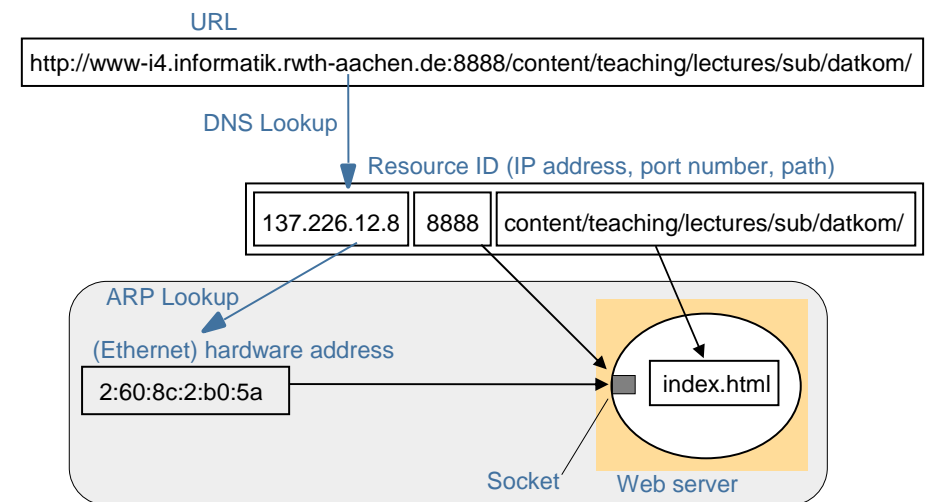 URL
http://www-i4.informatik.rwth-aachen.de:8888/content/teaching/lectures/sub/datkom/
DNS Lookup
Resource ID (IP address, port number, path)
137.226.12.8 8888 content/teaching/lectures/sub/datkom/
ARP Lookup
(Ethernet) hardware address
2:60:8c:2:b0:5a
index.html
Socket
Web server